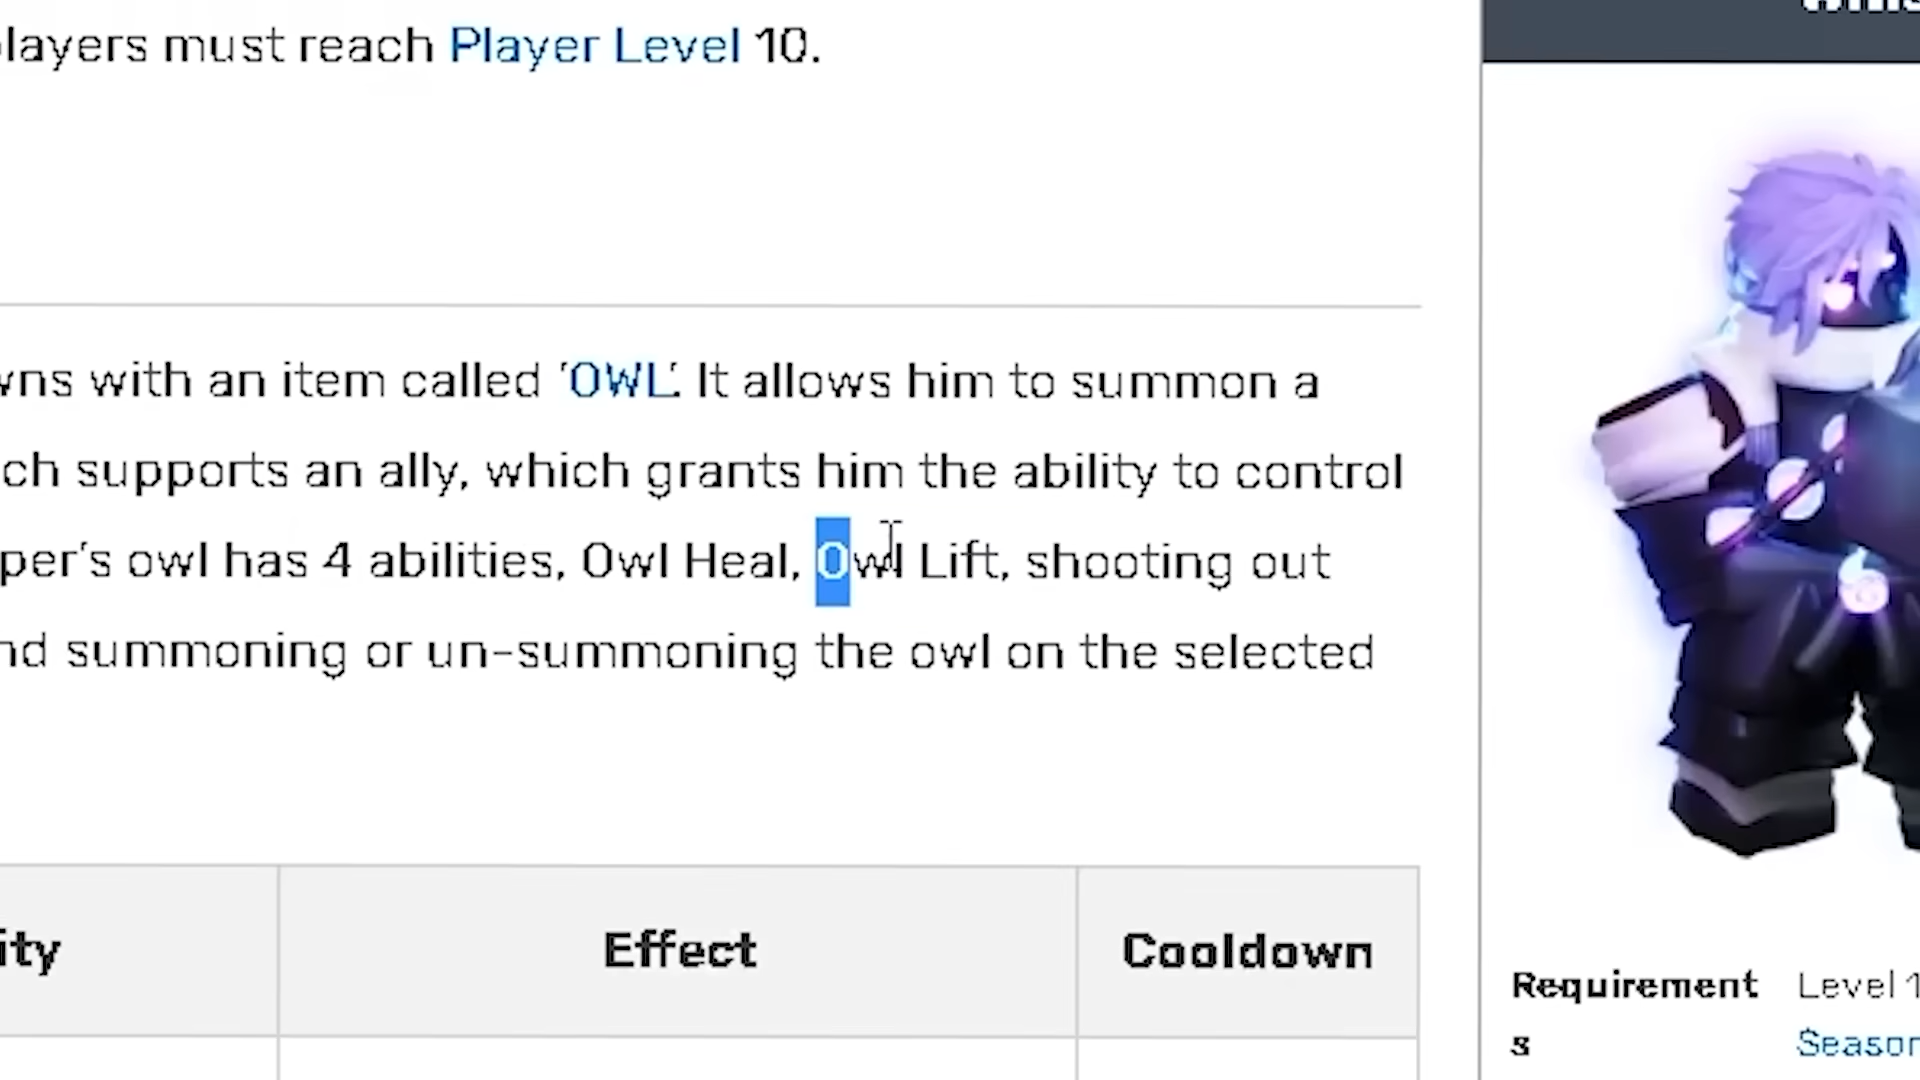 players must reach Player Level 10.
wns with an item called 'OWL'. It allows him to summon a
ch supports an ally, which grants him the ability to control
per's owl has 4 abilities, Owl Heal, Owl Lift, shooting out
nd summoning or un-summoning the owl on the selected
ity Effect Cooldown
Requirement Level 1
s Season